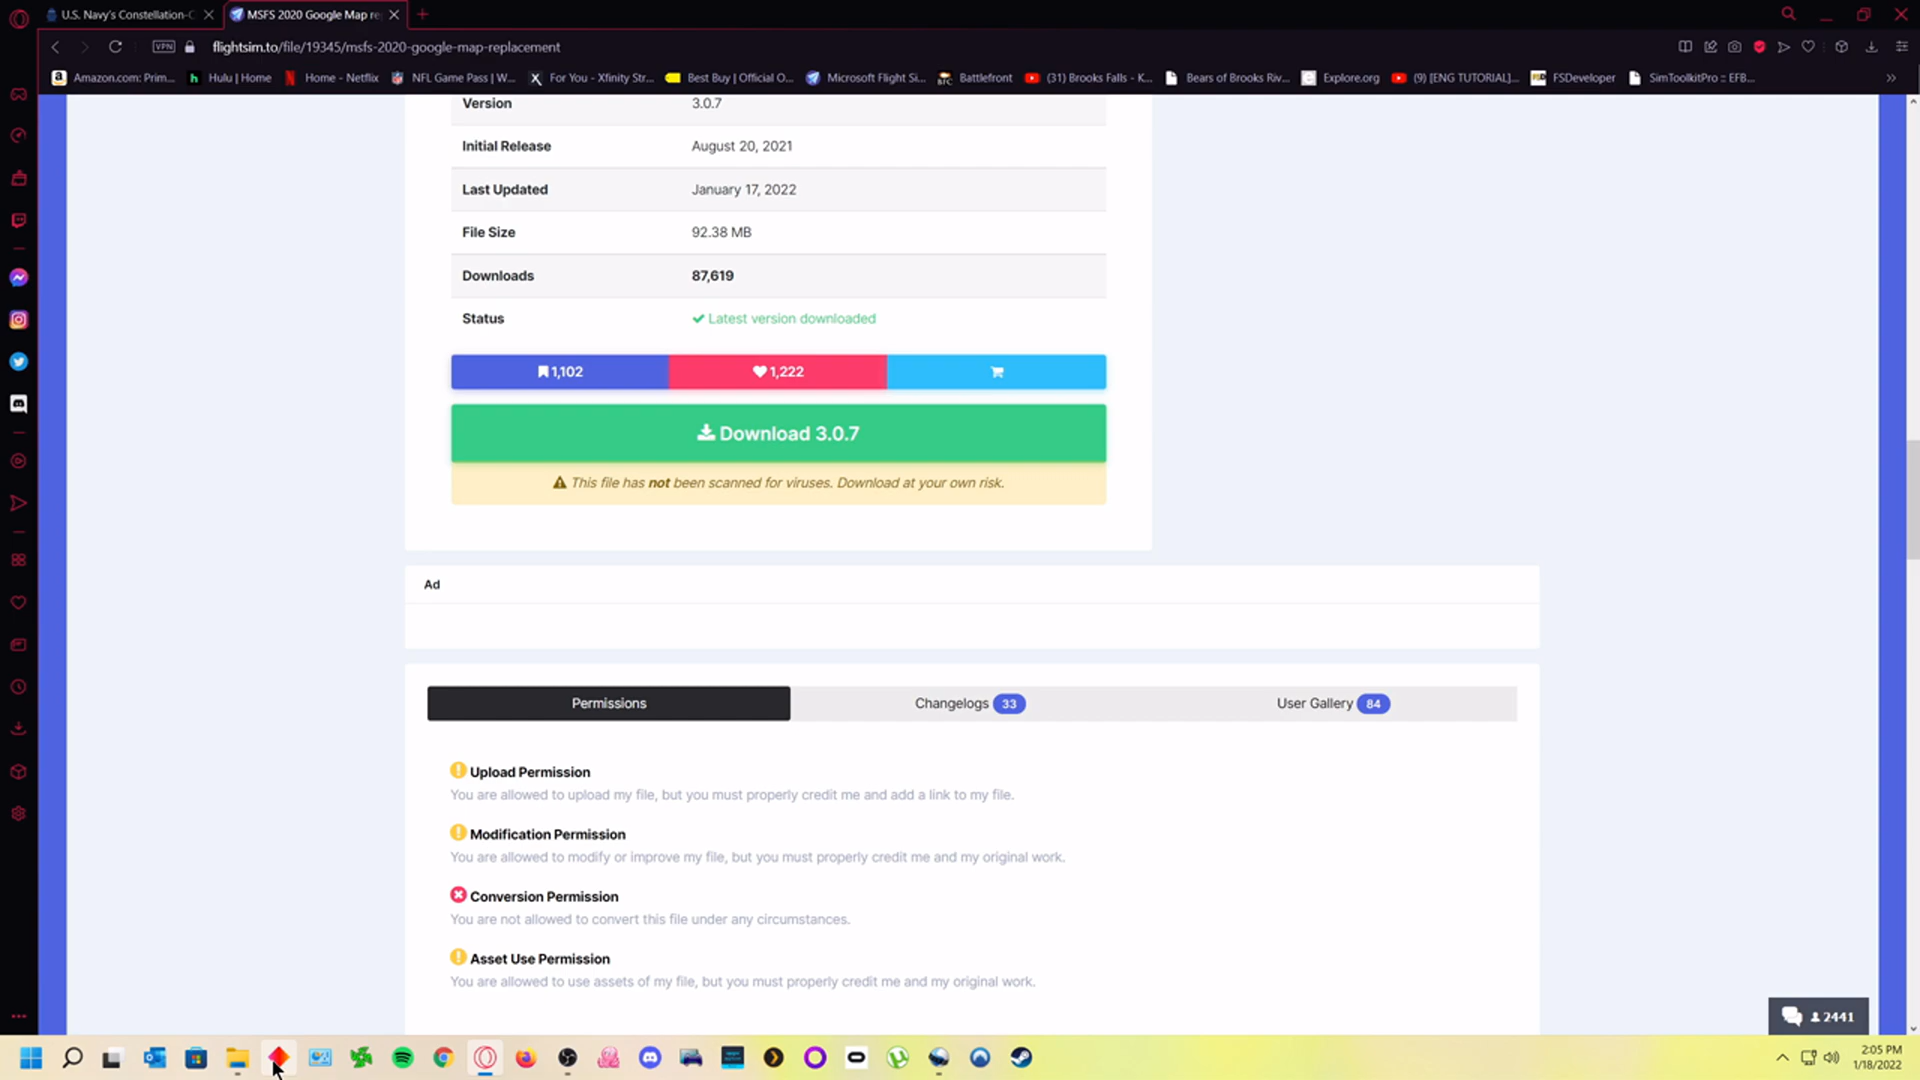 U.S. Navy's Constellation-C
MSFS 2020 Google Map re
VPN
flightsim.to/file/19345/msfs-2020-google-map-replacement
Amazon.com: Prim...
Hulu | Home
Home - Netflix
NFL Game Pass | W...
For You - Xfinity Str...
Best Buy | Official O...
Microsoft Flight Si...
Battlefront
(31) Brooks Falls - K...
Bears of Brooks Riv...
Explore.org
(9) [ENG TUTORIAL]...
FSDeveloper
SimToolkitPro :: EFB...
Version 3.0.7
Initial Release August 20, 2021
Last Updated January 17, 2022
File Size 92.38 MB
Downloads 87,619
Status Latest version downloaded
1,102
1,222
Download 3.0.7
This file has not been scanned for viruses. Download at your own risk.
Ad
Permissions
Changelogs 33
User Gallery 84
Upload Permission
You are allowed to upload my file, but you must properly credit me and add a link to my file.
Modification Permission
You are allowed to modify or improve my file, but you must properly credit me and my original work.
Conversion Permission
You are not allowed to convert this file under any circumstances.
Asset Use Permission
You are allowed to use assets of my file, but you must properly credit me and my original work.
2441
2:05 PM
1/18/2022